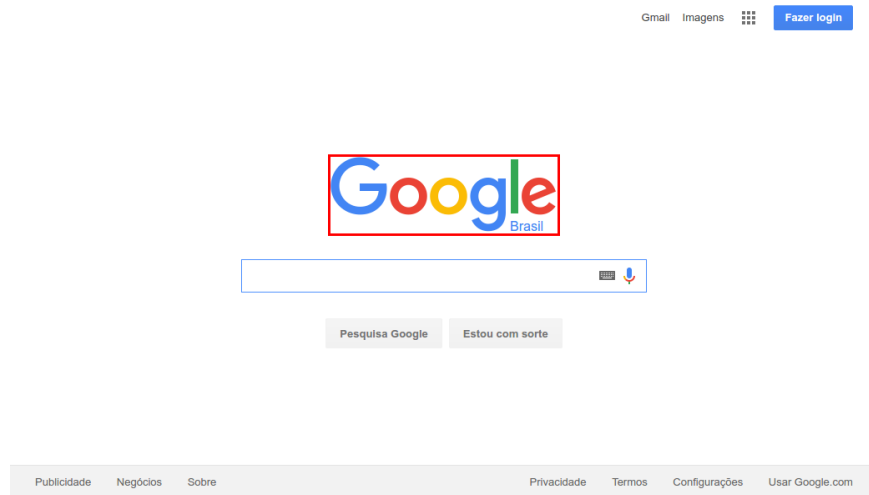 Gmail Imagens Fazer login
Google
Brasil
Pesquisa Google Estou com sorte
Publicidade Negócios Sobre Privacidade Termos Configurações Usar Google.com